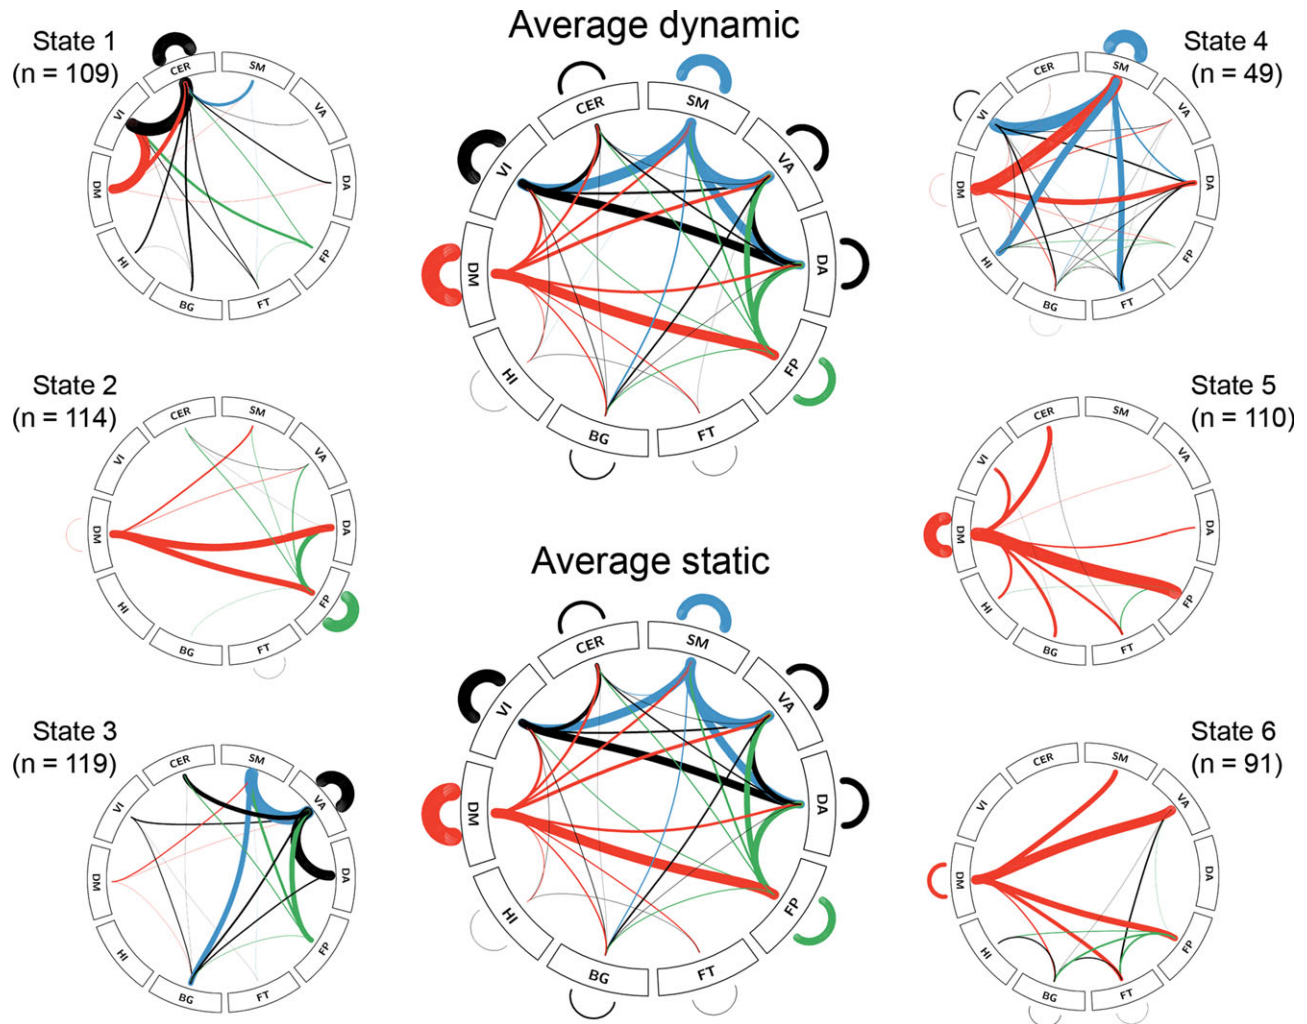 Average dynamic
State 1
(n = 109)
CER
SM
VA
DA
FP
FT
BG
HI
DM
VI
State 4
(n = 49)
CER
SM
VA
DA
FP
FT
BG
HI
DM
VI
CER
SM
VA
DA
FP
FT
BG
HI
DM
VI
State 2
(n = 114)
CER
SM
VA
DA
FP
FT
BG
HI
DM
VI
State 5
(n = 110)
CER
SM
VA
DA
FP
FT
BG
HI
DM
VI
Average static
CER
SM
VA
DA
FP
FT
BG
HI
DM
VI
State 3
(n = 119)
CER
SM
VA
DA
FP
FT
BG
HI
DM
VI
State 6
(n = 91)
CER
SM
VA
DA
FP
FT
BG
HI
DM
VI